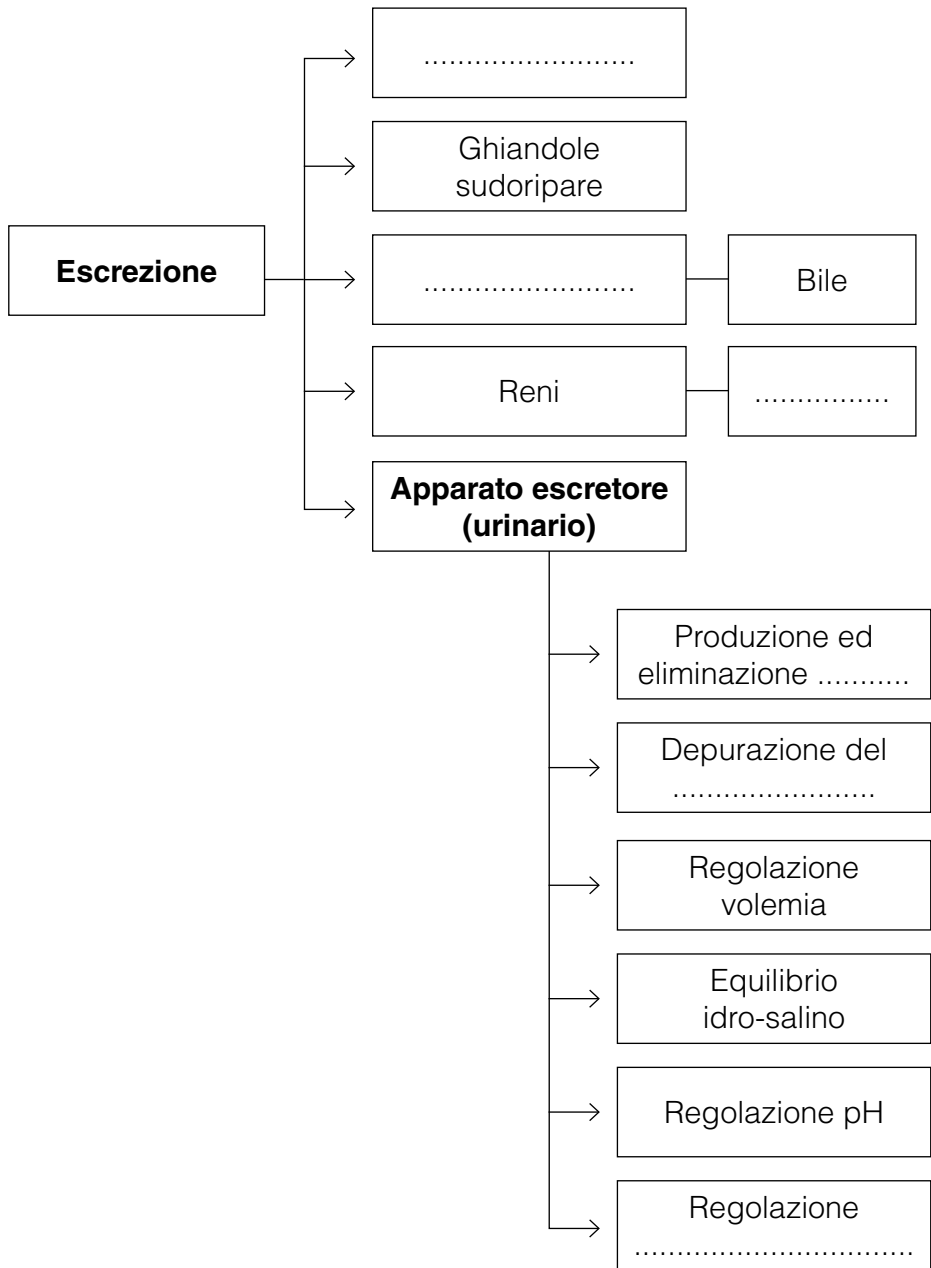 ........................
Ghiandole
sudoripare
Escrezione
........................
Bile
Reni
................
Apparato escretore
(urinario)
Produzione ed
eliminazione ...........
Depurazione del
........................
Regolazione
volemia
Equilibrio
idro-salino
Regolazione pH
Regolazione
.................................